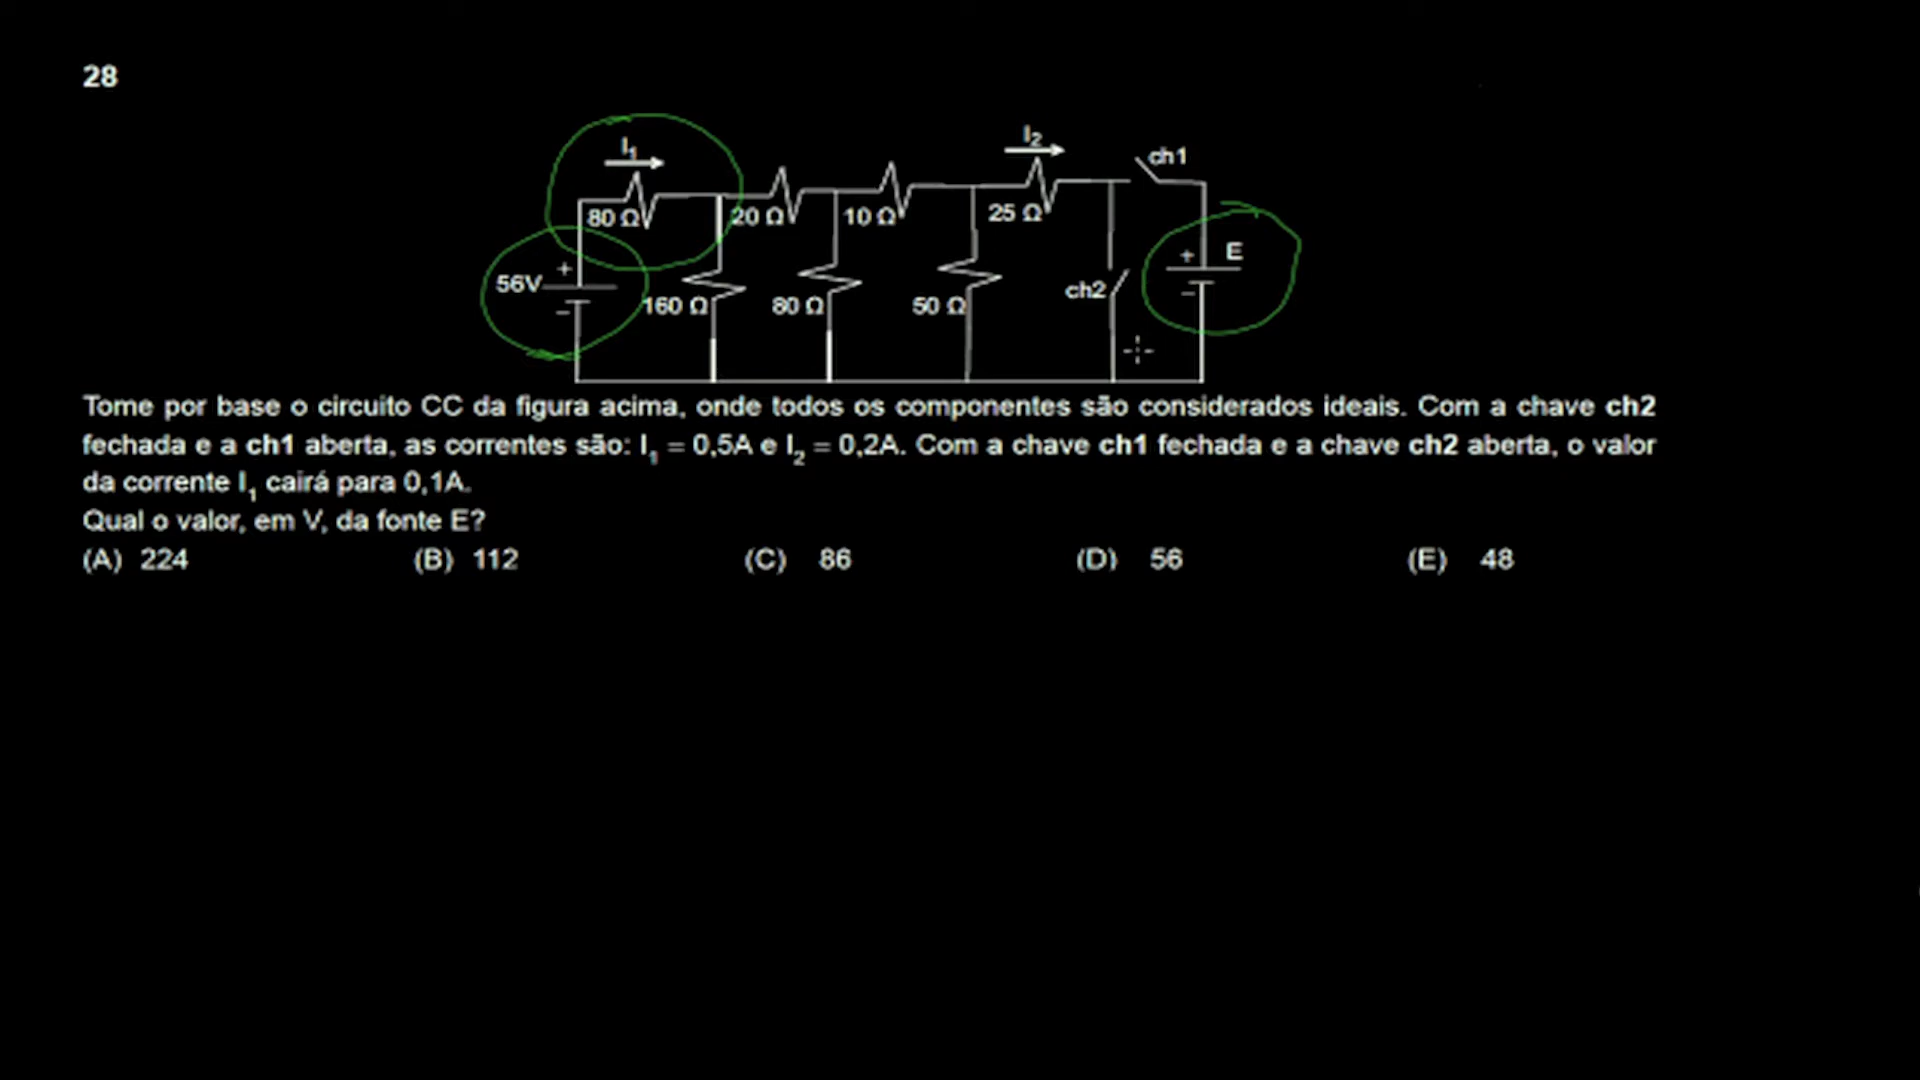 28
I1
I2
ch1
80 Ω
20 Ω
10 Ω
25 Ω
56V
+
−
160 Ω
80 Ω
50 Ω
ch2
+
−
E
Tome por base o circuito CC da figura acima, onde todos os componentes são considerados ideais. Com a chave ch2
fechada e a ch1 aberta, as correntes são: I1 = 0,5A e I2 = 0,2A. Com a chave ch1 fechada e a chave ch2 aberta, o valor
da corrente I1 cairá para 0,1A.
Qual o valor, em V, da fonte E?
(A) 224 (B) 112 (C) 86 (D) 56 (E) 48